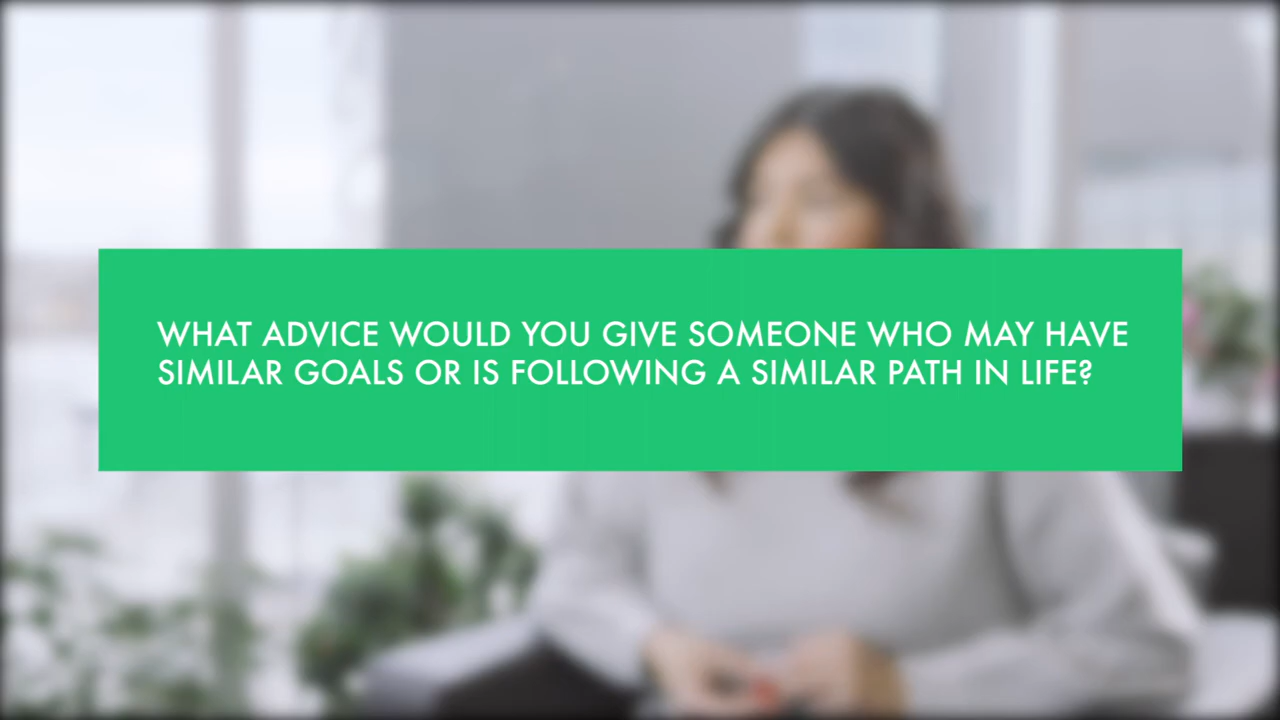 WHAT ADVICE WOULD YOU GIVE SOMEONE WHO MAY HAVE
SIMILAR GOALS OR IS FOLLOWING A SIMILAR PATH IN LIFE?